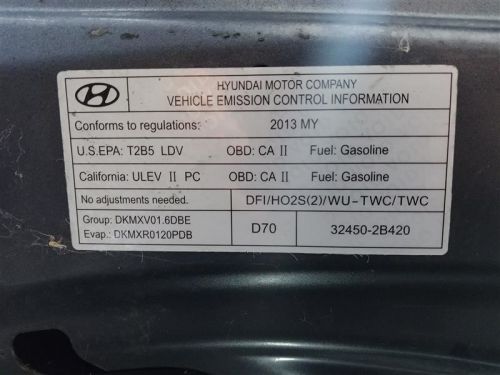 HYUNDAI MOTOR COMPANY
VEHICLE EMISSION CONTROL INFORMATION
Conforms to regulations: 2013 MY
U.S.EPA: T2B5 LDV OBD: CA II Fuel: Gasoline
California: ULEV II PC OBD: CA II Fuel: Gasoline
No adjustments needed. DFI/HO2S(2)/WU-TWC/TWC
Group: DKMXV01.6DBE
Evap.: DKMXR0120PDB
D70
32450-2B420